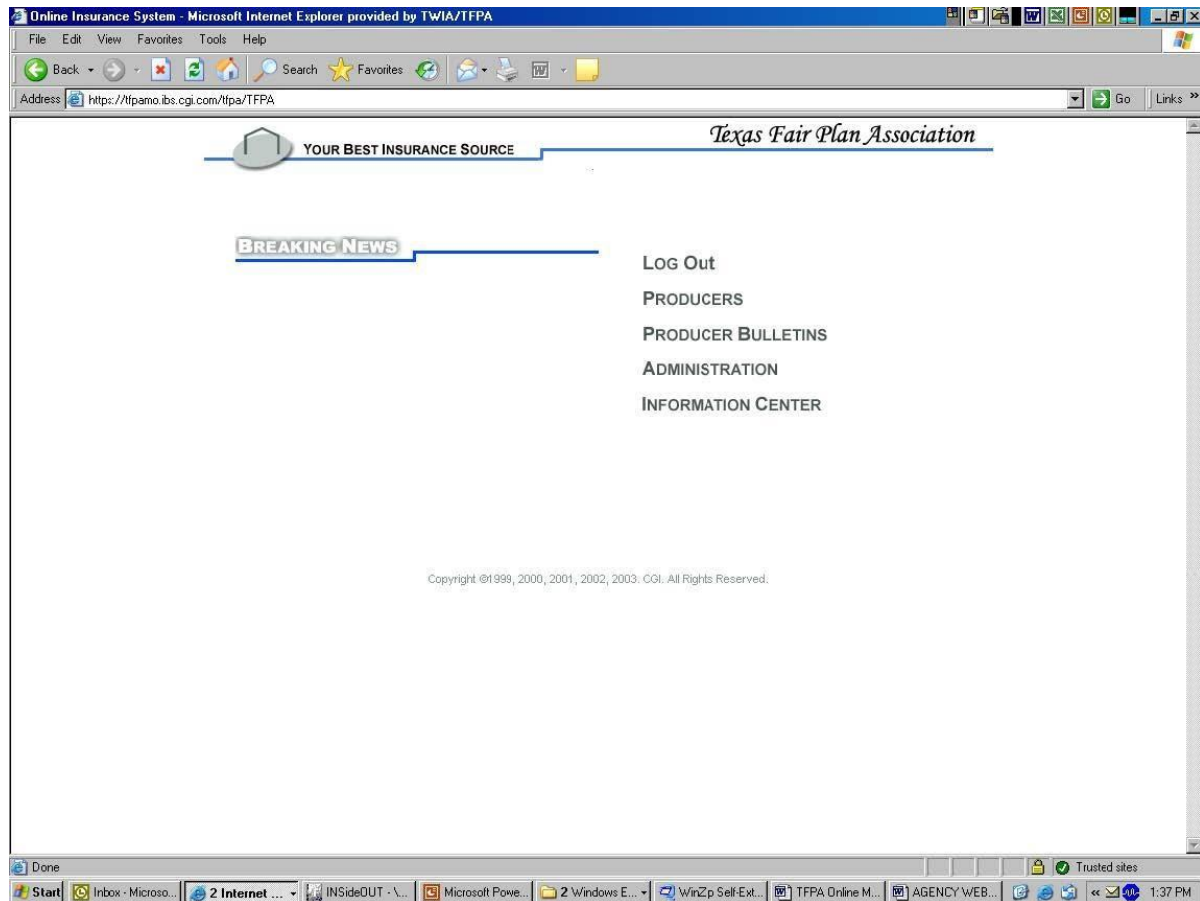 Online Insurance System - Microsoft Internet Explorer provided by TWIA/TFPA
File Edit View Favorites Tools Help
Back Search Favorites
Address https://tfpamo.ibs.cgi.com/tfpa/TFPA Go Links »
Texas Fair Plan Association
YOUR BEST INSURANCE SOURCE
BREAKING NEWS
LOG OUT
PRODUCERS
PRODUCER BULLETINS
ADMINISTRATION
INFORMATION CENTER
Copyright ©1999, 2000, 2001, 2002, 2003. CGI. All Rights Reserved.
Done Trusted sites
Start Inbox - Microso... 2 Internet ... INSideOUT - \... Microsoft Powe... 2 Windows E... WinZp Self-Ext... TFPA Online M... AGENCY WEB... « 1:37 PM